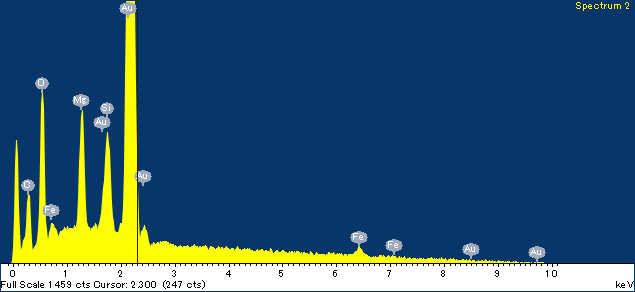 Spectrum 2
Au
O
Mg
Si
Au
Au
C
Fe
Fe
Fe
Au
Au
0 1 2 3 4 5 6 7 8 9 10
Full Scale 1459 cts Cursor: 2.300 (247 cts) keV